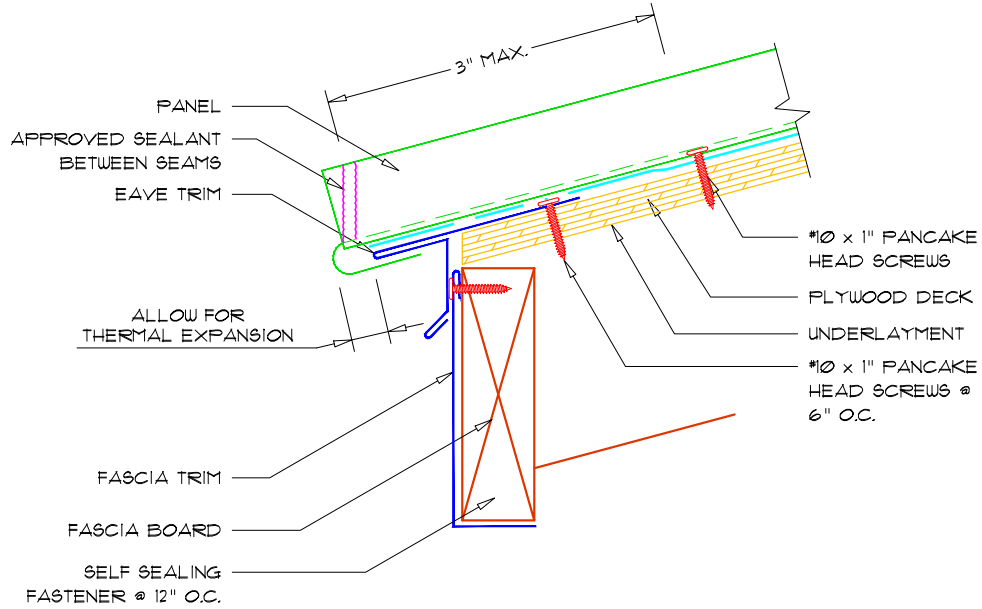 3" MAX.
PANEL
APPROVED SEALANT
BETWEEN SEAMS
EAVE TRIM
ALLOW FOR
THERMAL EXPANSION
FASCIA TRIM
FASCIA BOARD
SELF SEALING
FASTENER @ 12" O.C.
#10 x 1" PANCAKE
HEAD SCREWS
PLYWOOD DECK
UNDERLAYMENT
#10 x 1" PANCAKE
HEAD SCREWS @
6" O.C.